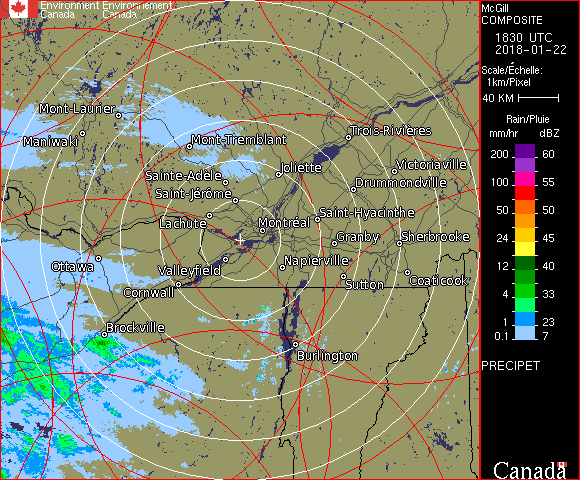 Environment Environnement
Canada Canada
McGill
COMPOSITE
1830 UTC
2018-01-22
Scale/Échelle:
1km/Pixel
40 KM
Rain/Pluie
mm/hr dBZ
200 60
100 55
50 50
24 45
12 40
4 33
1 23
0.1 7
PRECIPET
Canada
Mont-Laurier
Maniwaki
Mont-Tremblant
Trois-Rivières
Joliette
Victoriaville
Sainte-Adèle
Drummondville
Saint-Jérôme
Lachute
Saint-Hyacinthe
Montréal
Granby
Sherbrooke
Ottawa
Valleyfield
Napierville
Sutton
Coaticook
Cornwall
Brockville
Burlington